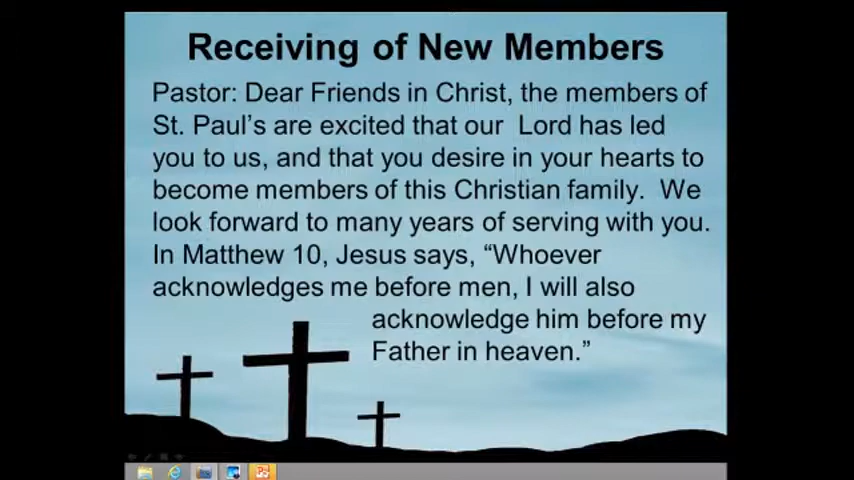 Receiving of New Members
Pastor: Dear Friends in Christ, the members of
St. Paul's are excited that our  Lord has led
you to us, and that you desire in your hearts to
become members of this Christian family.  We
look forward to many years of serving with you.
In Matthew 10, Jesus says, “Whoever
acknowledges me before men, I will also
acknowledge him before my
Father in heaven.”